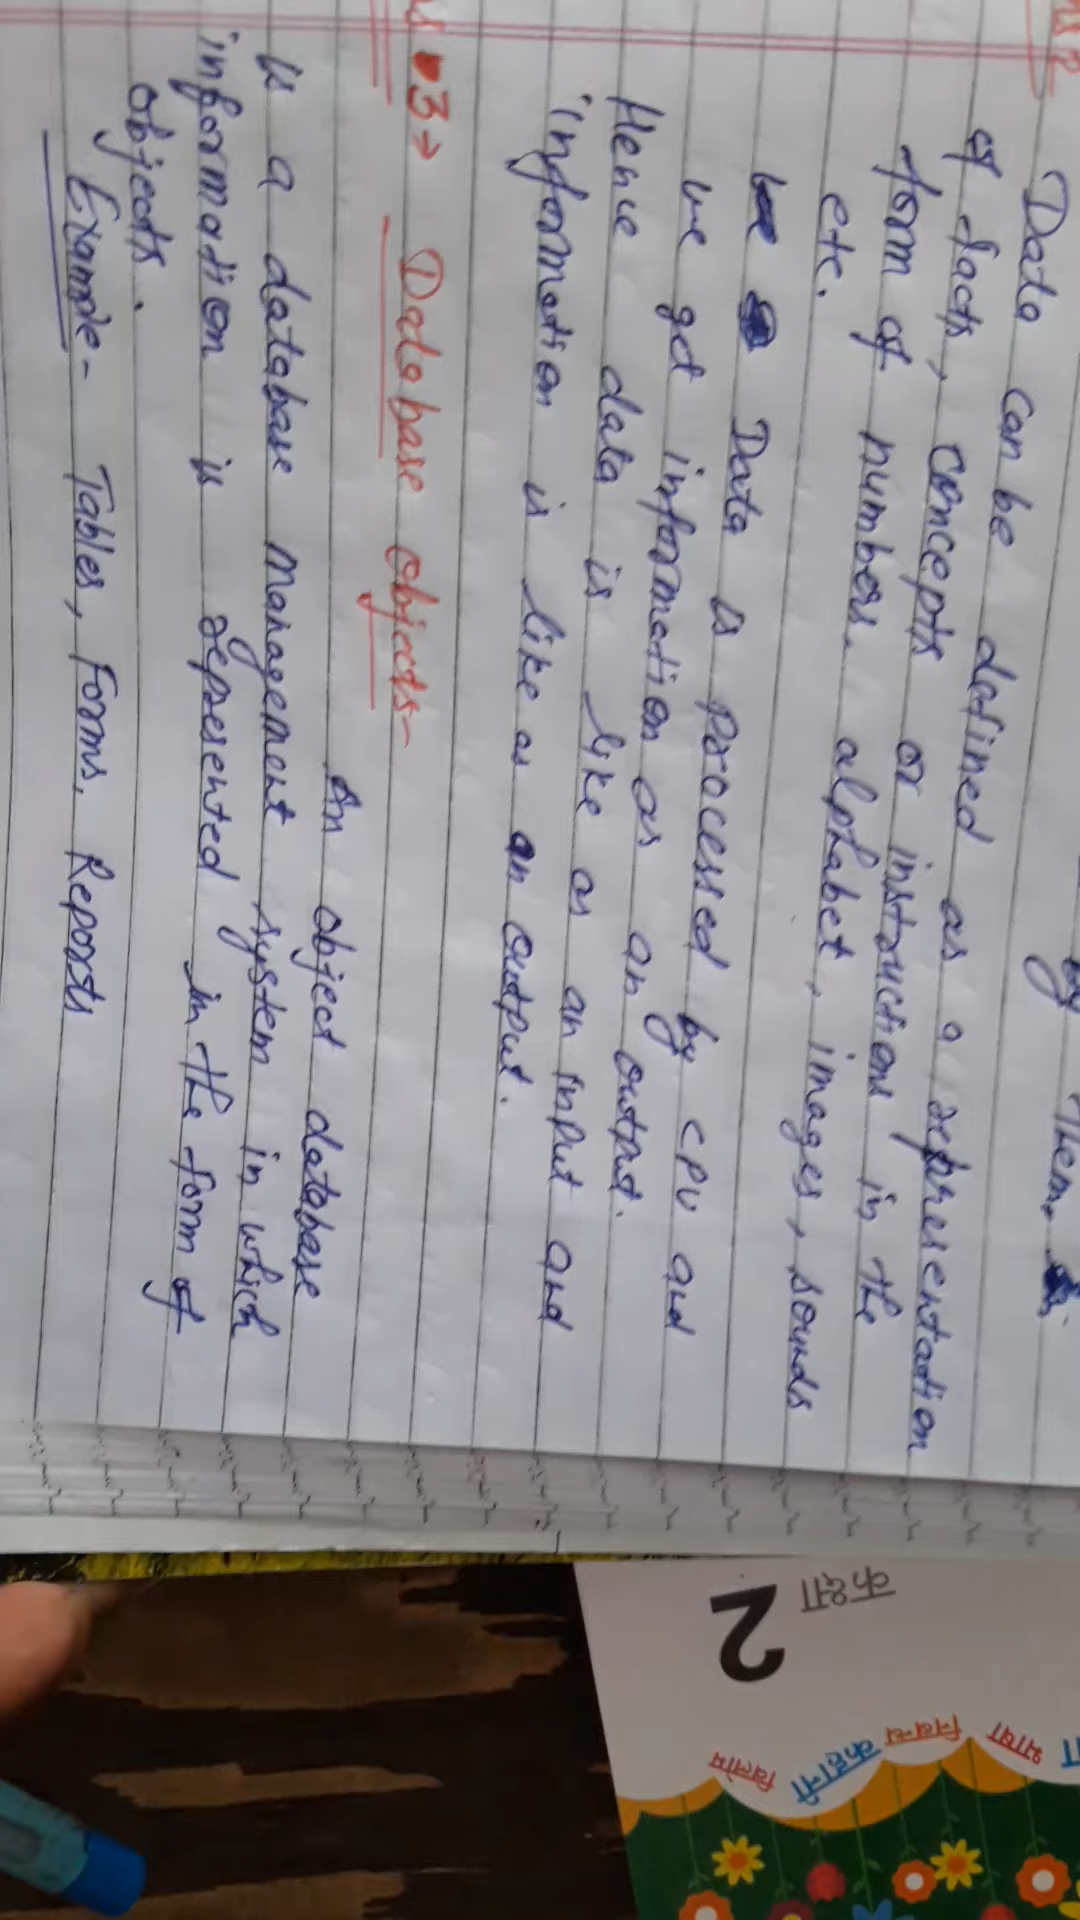 by them.
Data can be defined as a representation
of facts, concepts or instructions in the
form of numbers. alphabet, images, sounds
etc.
Data is processed by cpu and
we get information as an output.
Hence data is like as an input and
information is like as an output.
3→ Database objects-
An object database
is a database management system in which
information is represented in the form of
objects.
Example- Tables, Forms, Reports
कक्षा
2